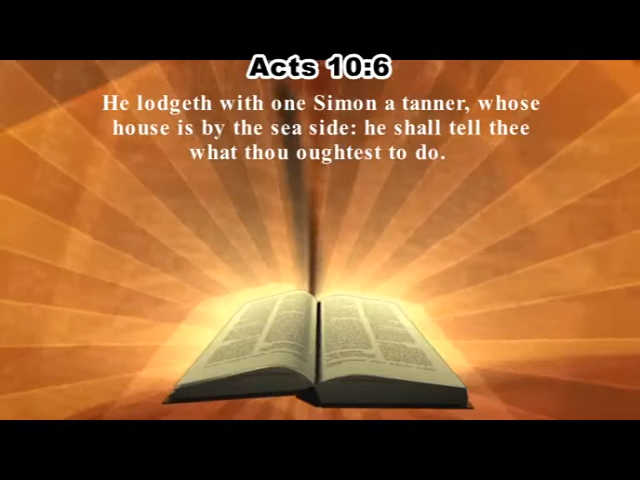 Acts 10:6
He lodgeth with one Simon a tanner, whose
house is by the sea side: he shall tell thee
what thou oughtest to do.